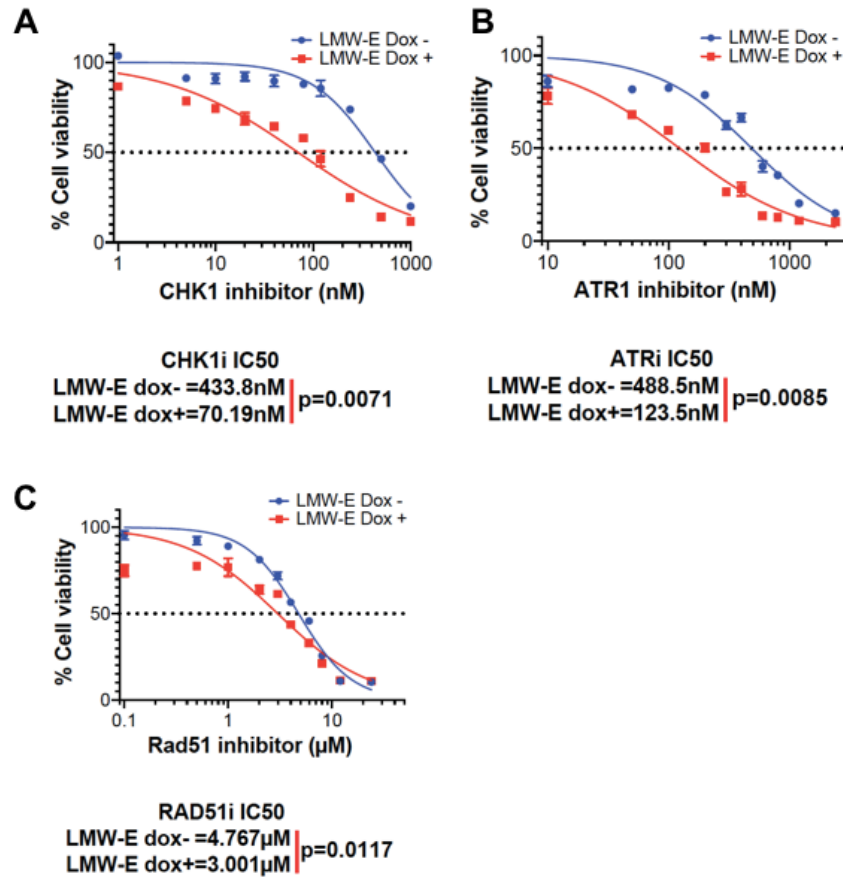 A
LMW-E Dox -
LMW-E Dox +
% Cell viability
100
50
0
1
10
100
1000
CHK1 inhibitor (nM)
CHK1i IC50
LMW-E dox- =433.8nM
LMW-E dox+=70.19nM
p=0.0071
B
LMW-E Dox -
LMW-E Dox +
% Cell viability
100
50
0
10
100
1000
ATR1 inhibitor (nM)
ATRi IC50
LMW-E dox- =488.5nM
LMW-E dox+=123.5nM
p=0.0085
C
LMW-E Dox -
LMW-E Dox +
% Cell viability
100
50
0
0.1
1
10
Rad51 inhibitor (µM)
RAD51i IC50
LMW-E dox- =4.767µM
LMW-E dox+=3.001µM
p=0.0117